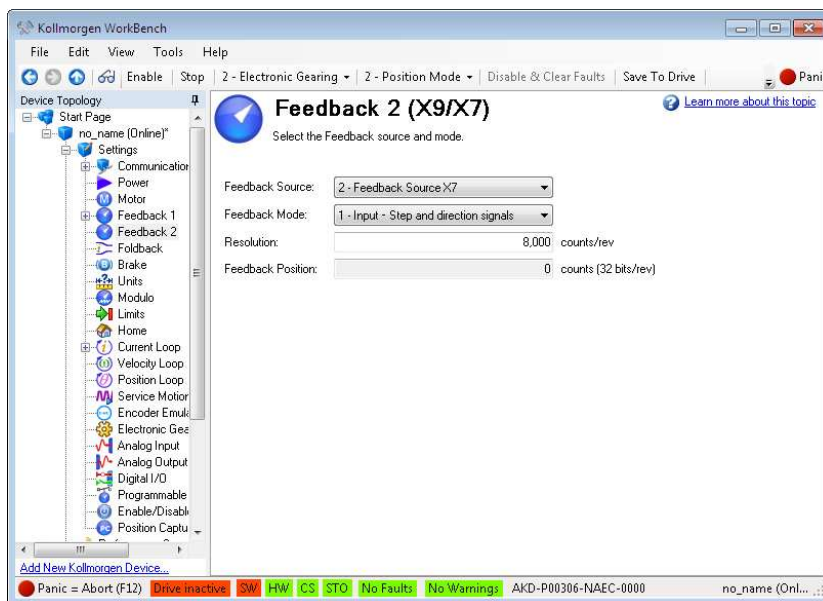 Kollmorgen WorkBench
File Edit View Tools Help
Enable Stop 2 - Electronic Gearing 2 - Position Mode Disable & Clear Faults Save To Drive Pani
Device Topology
Start Page
no_name (Online)*
Settings
Communication
Power
Motor
Feedback 1
Feedback 2
Foldback
Brake
Units
Modulo
Limits
Home
Current Loop
Velocity Loop
Position Loop
Service Motion
Encoder Emula
Electronic Gea
Analog Input
Analog Output
Digital I/O
Programmable
Enable/Disabl
Position Captu
Add New Kollmorgen Device...
Feedback 2 (X9/X7)
Learn more about this topic
Select the Feedback source and mode.
Feedback Source: 2 - Feedback Source X7
Feedback Mode: 1 - Input - Step and direction signals
Resolution: 8,000 counts/rev
Feedback Position: 0 counts (32 bits/rev)
Panic = Abort (F12) Drive inactive SW HW CS STO No Faults No Warnings AKD-P00306-NAEC-0000 no_name (Onl...